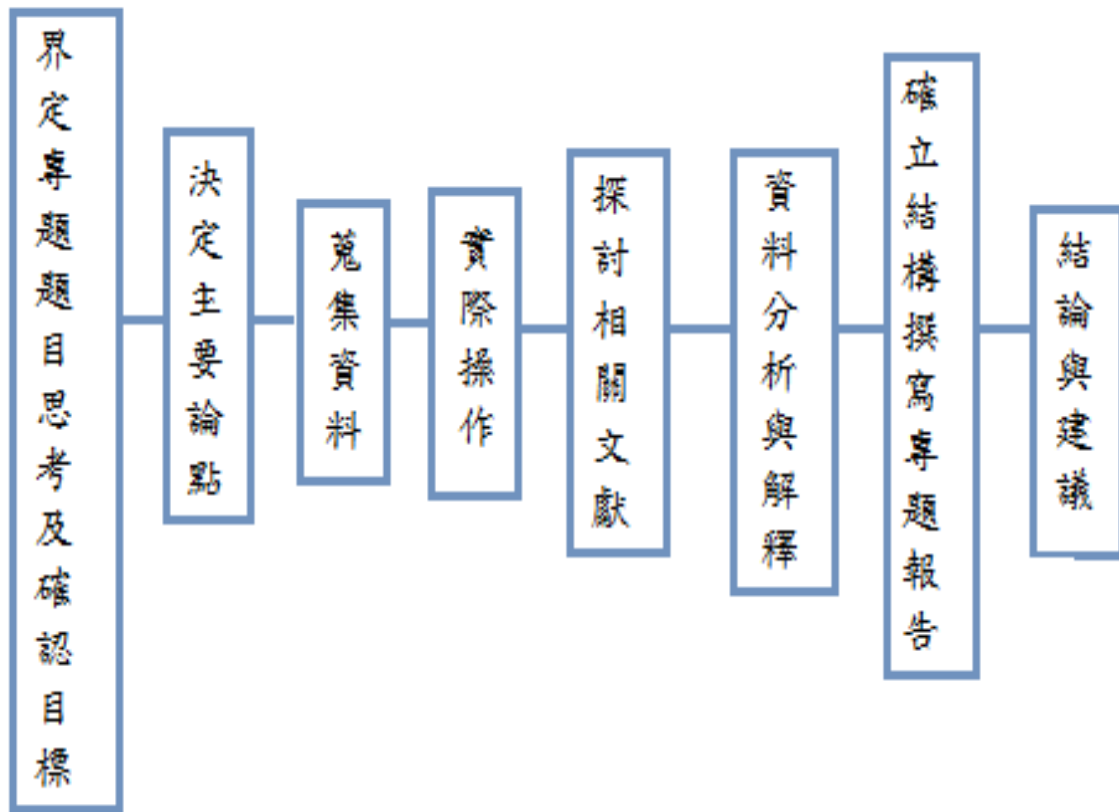 界定專題題目思考及確認目標
決定主要論點
蒐集資料
實際操作
探討相關文獻
資料分析與解釋
確立結構撰寫專題報告
結論與建議